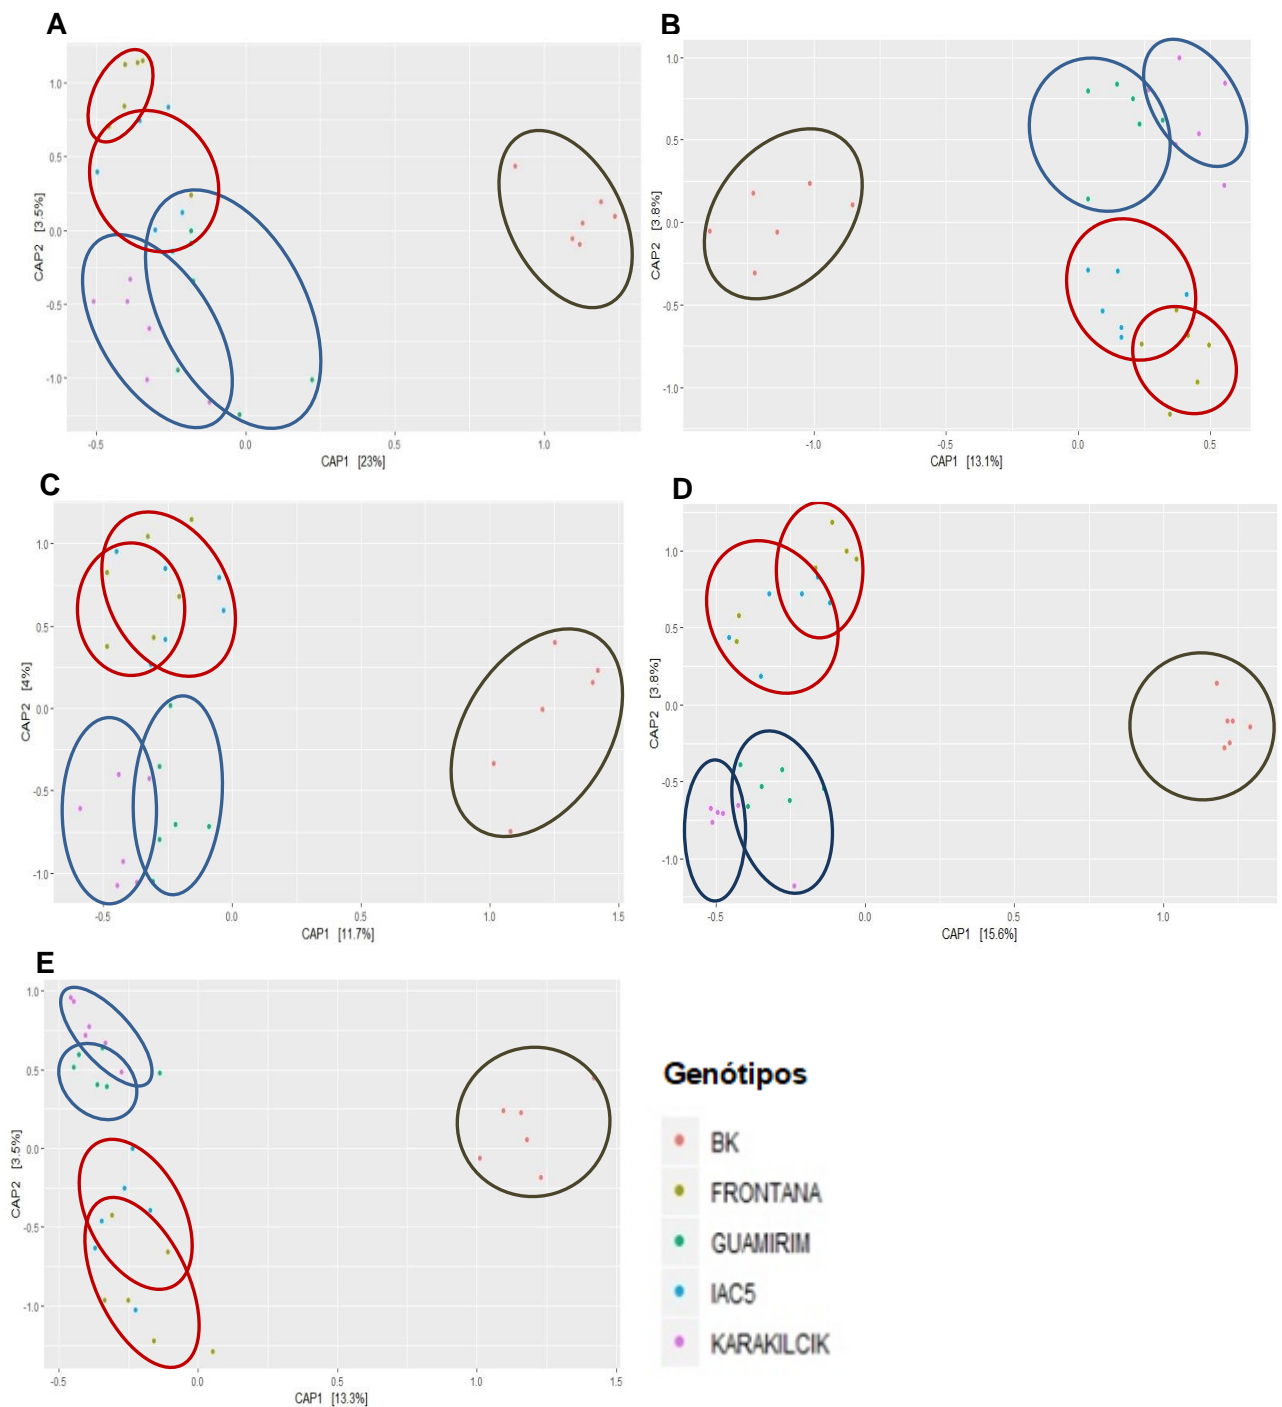 A
1.0
0.5
0.0
-0.5
-1.0
CAP2 [3.5%]
-0.5 0.0 0.5 1.0
CAP1 [23%]
B
1.0
0.5
0.0
-0.5
-1.0
CAP2 [3.8%]
-1.0 -0.5 0.0 0.5
CAP1 [13.1%]
C
1.0
0.5
0.0
-0.5
-1.0
CAP2 [4%]
-0.5 0.0 0.5 1.0 1.5
CAP1 [11.7%]
D
1.0
0.5
0.0
-0.5
-1.0
CAP2 [3.8%]
-0.5 0.0 0.5 1.0
CAP1 [15.6%]
E
1.0
0.5
0.0
-0.5
-1.0
CAP2 [3.5%]
-0.5 0.0 0.5 1.0 1.5
CAP1 [13.3%]
Genótipos
BK
FRONTANA
GUAMIRIM
IAC5
KARAKILCIK